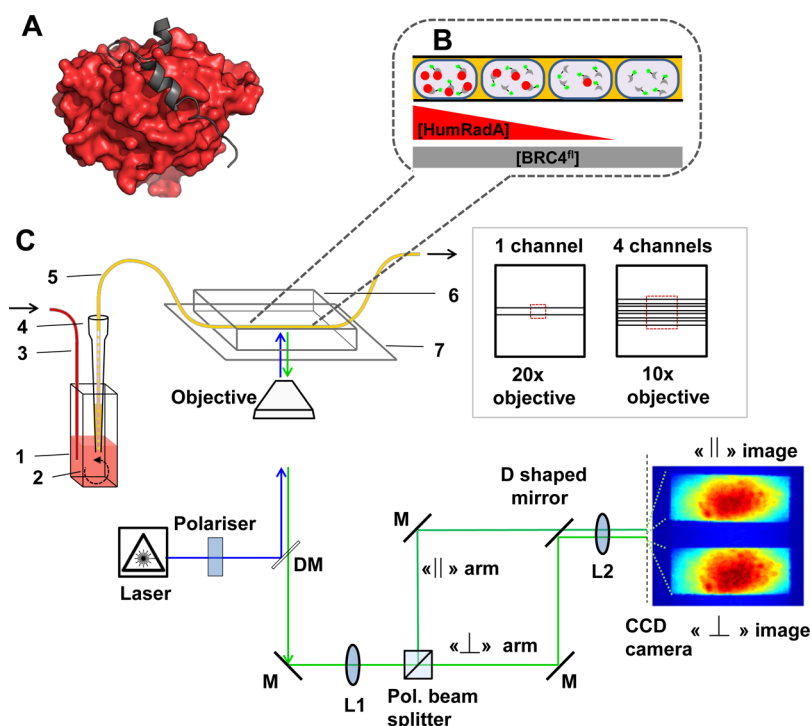 A
B
[HumRadA]
[BRC4fl]
C
5
6
4
3
7
1
2
Objective
1 channel
4 channels
20x
objective
10x
objective
« || » image
D shaped
mirror
M
Polariser
Laser
DM
« || » arm
L2
« ⊥ » arm
CCD
camera
« ⊥ » image
M
L1
Pol. beam
splitter
M